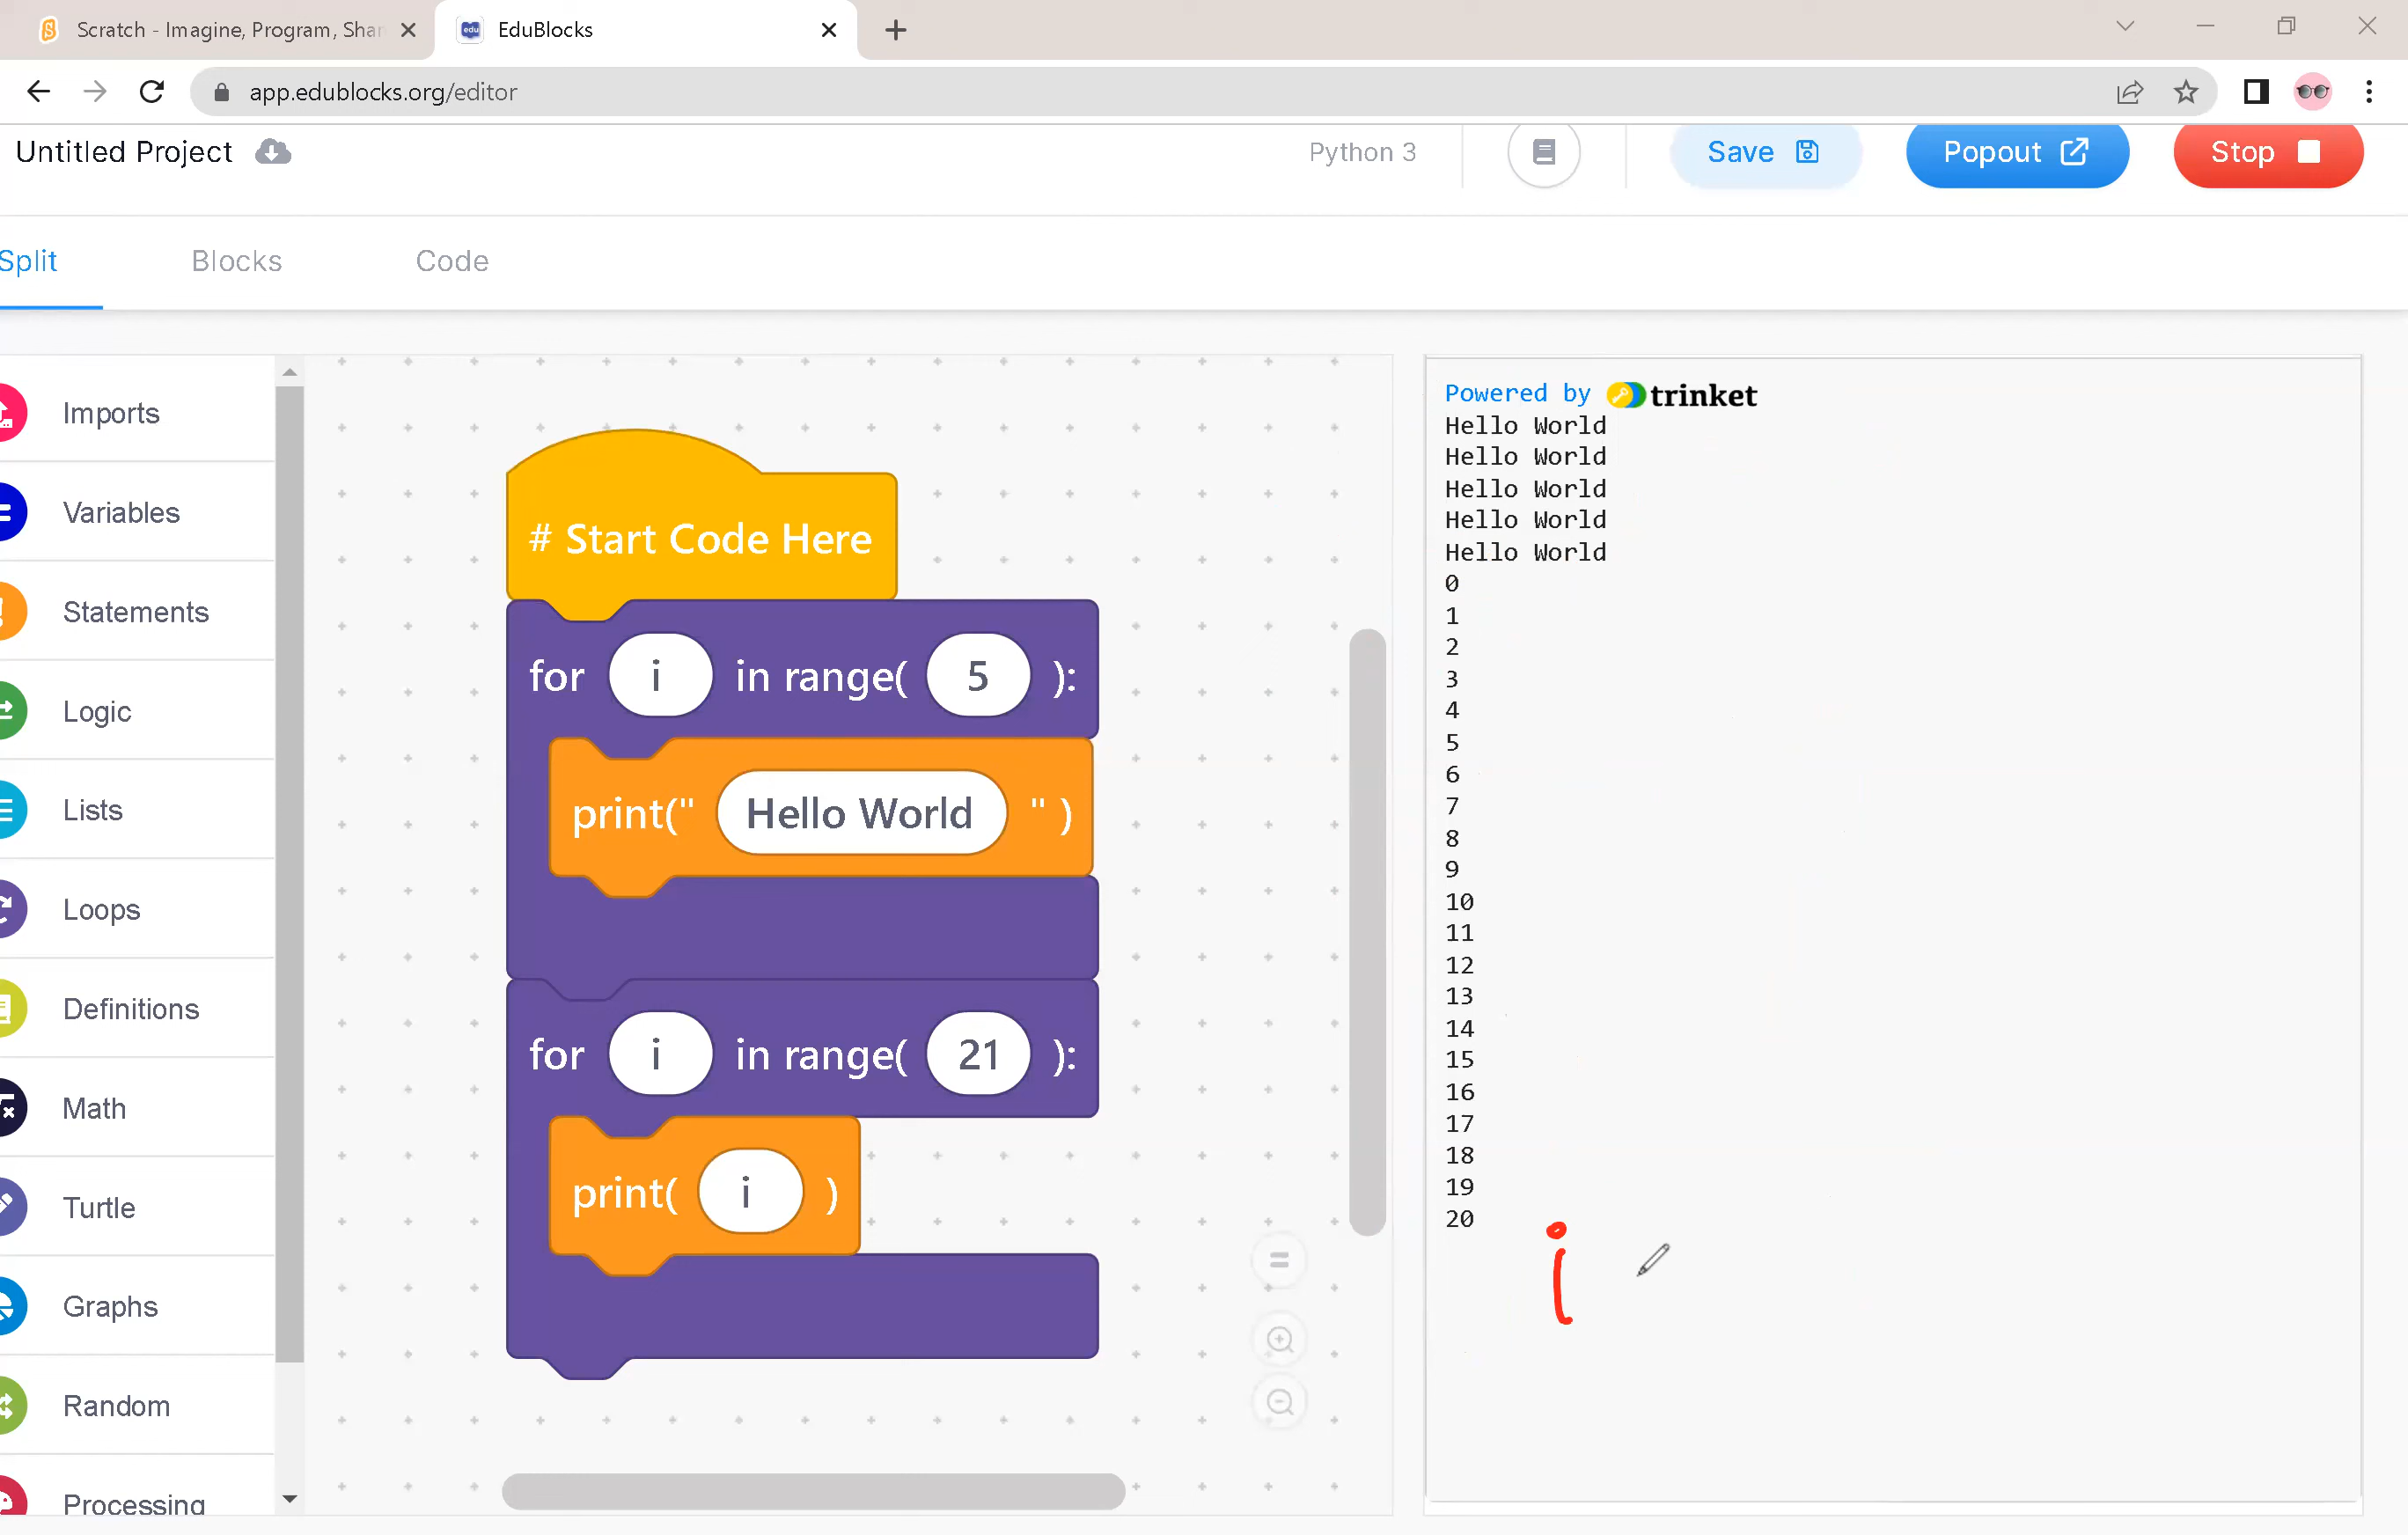 Scratch - Imagine, Program, Shar
EduBlocks
app.edublocks.org/editor
Untitled Project
Python 3
Save
Popout
Stop
Split
Blocks
Code
Imports
Variables
Statements
Logic
Lists
Loops
Definitions
Math
Turtle
Graphs
Random
Processing
# Start Code Here
for i in range( 5 ):
print(" Hello World " )
for i in range( 21 ):
print( i )
Powered by trinket
Hello World
Hello World
Hello World
Hello World
Hello World
0
1
2
3
4
5
6
7
8
9
10
11
12
13
14
15
16
17
18
19
20
i